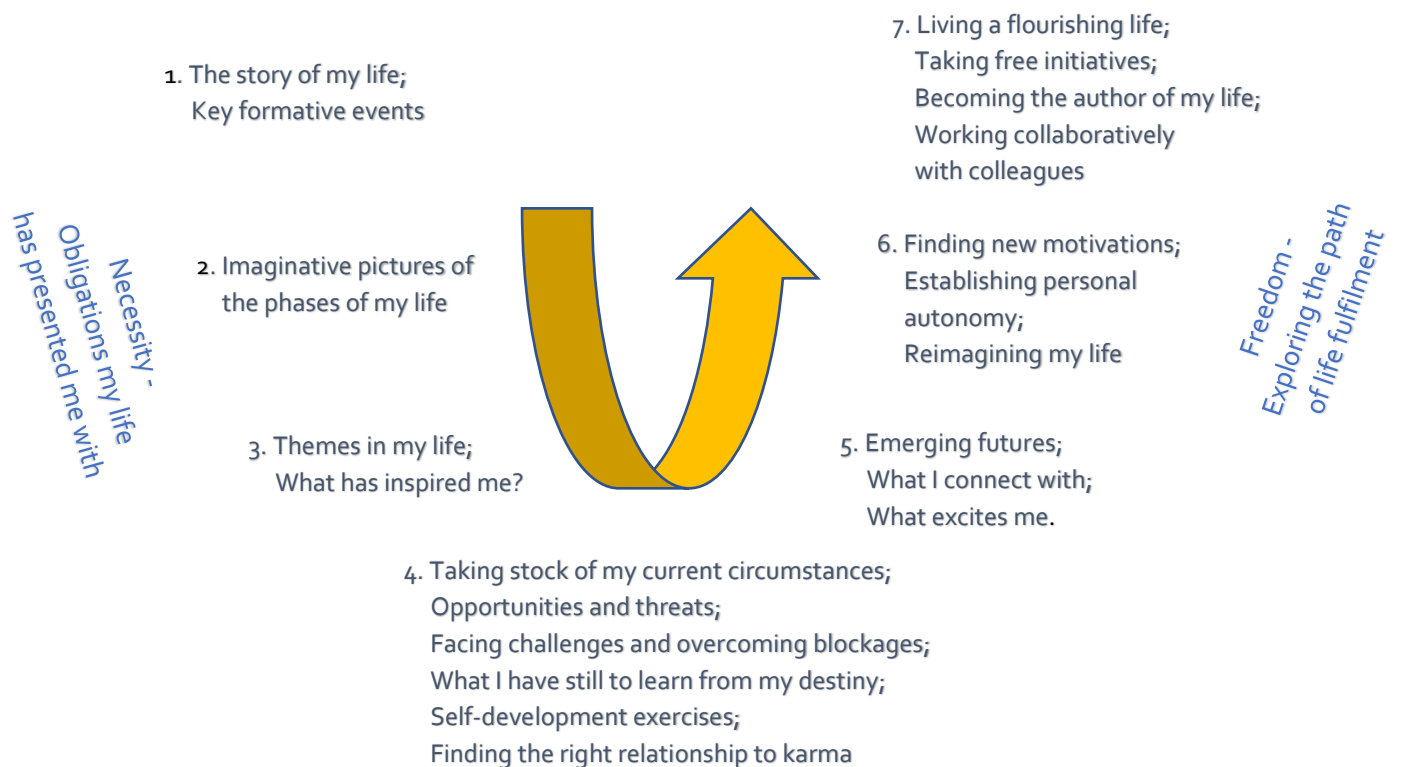 1. The story of my life;
Key formative events
2. Imaginative pictures of
the phases of my life
3. Themes in my life;
What has inspired me?
4. Taking stock of my current circumstances;
Opportunities and threats;
Facing challenges and overcoming blockages;
What I have still to learn from my destiny;
Self-development exercises;
Finding the right relationship to karma
5. Emerging futures;
What I connect with;
What excites me.
6. Finding new motivations;
Establishing personal
autonomy;
Reimagining my life
7. Living a flourishing life;
Taking free initiatives;
Becoming the author of my life;
Working collaboratively
with colleagues
Necessity -
Obligations my life
has presented me with
Freedom -
Exploring the path
of life fulfilment